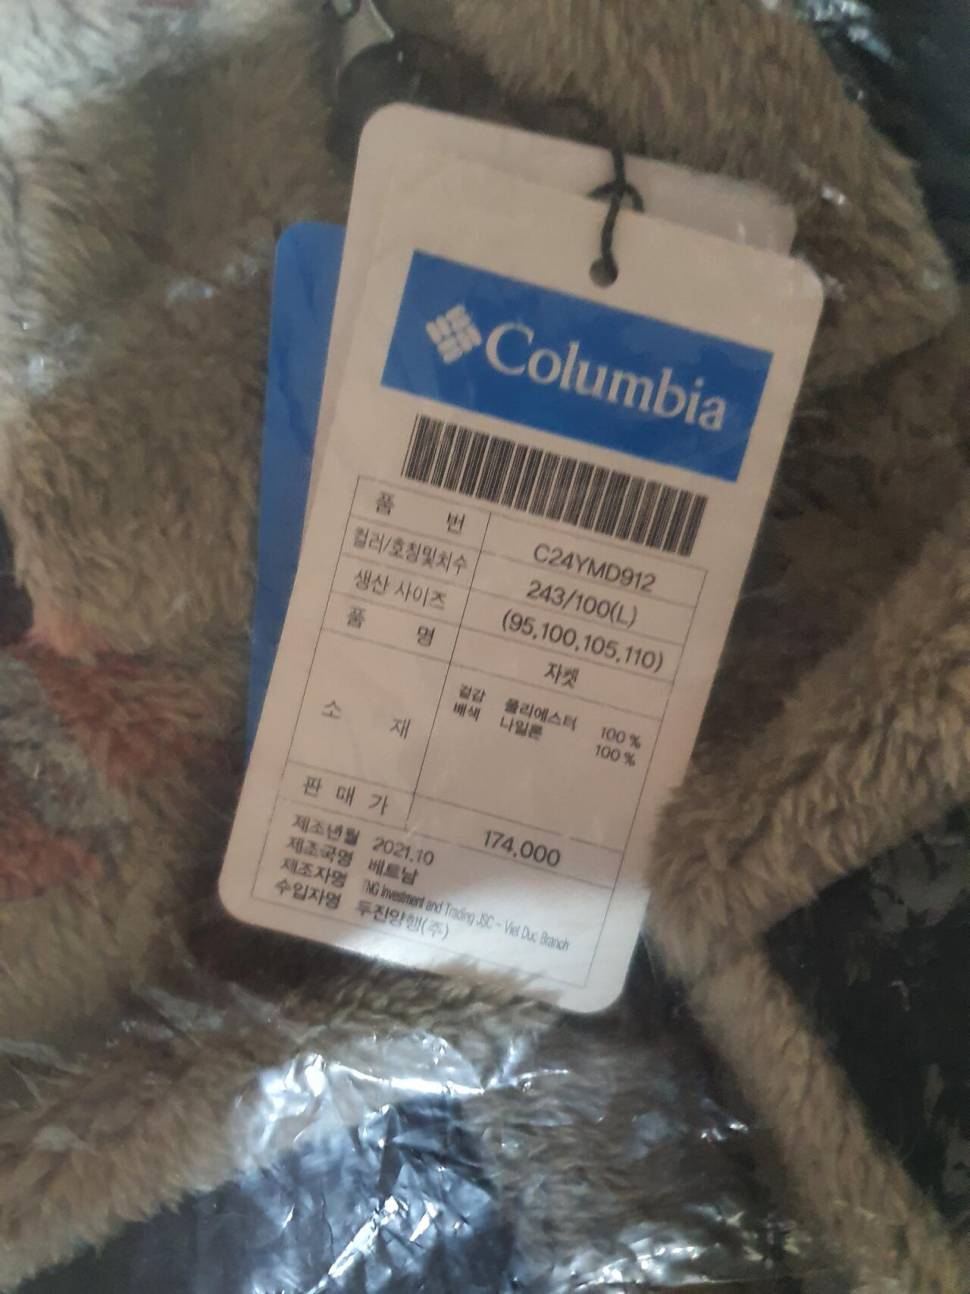 Columbia
품 번 C24YMD912
컬러/호칭및치수 243/100(L)
생산 사이즈 (95,100,105,110)
품 명 자켓
소 재 겉감 폴리에스터 100 %
배색 나일론 100 %
판 매 가 174,000
제조년월 2021.10
제조국명 베트남
제조자명 TNG Investment and Trading JSC - Viet Duc Branch
수입자명 두진양행(주)